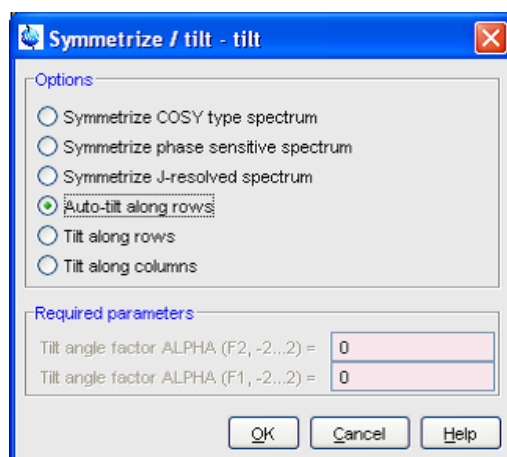 Symmetrize / tilt - tilt
Options
Symmetrize COSY type spectrum
Symmetrize phase sensitive spectrum
Symmetrize J-resolved spectrum
Auto-tilt along rows
Tilt along rows
Tilt along columns
Required parameters
Tilt angle factor ALPHA (F2, -2...2) = 0
Tilt angle factor ALPHA (F1, -2...2) = 0
OK Cancel Help